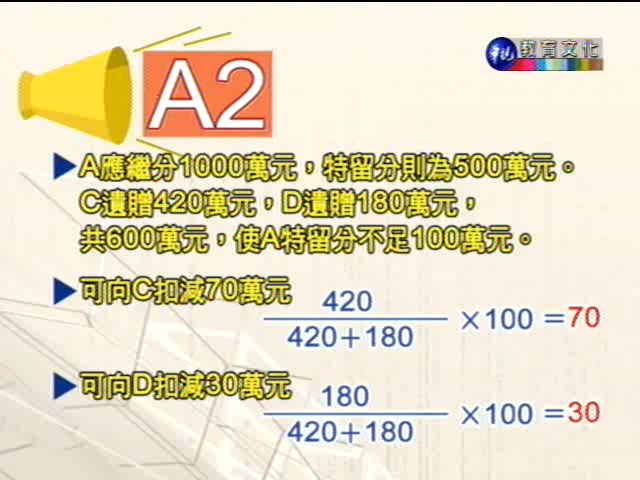 華視 教育文化
A2
A應繼分1000萬元，特留分則為500萬元。
C遺贈420萬元，D遺贈180萬元，
共600萬元，使A特留分不足100萬元。
可向C扣減70萬元
420
420+180
×100 =70
可向D扣減30萬元
180
420+180
×100 =30